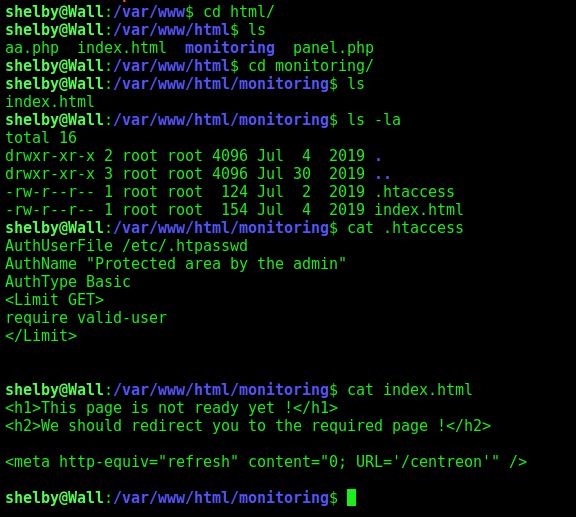 shelby@Wall:/var/www$ cd html/
shelby@Wall:/var/www/html$ ls
aa.php  index.html  monitoring  panel.php
shelby@Wall:/var/www/html$ cd monitoring/
shelby@Wall:/var/www/html/monitoring$ ls
index.html
shelby@Wall:/var/www/html/monitoring$ ls -la
total 16
drwxr-xr-x 2 root root 4096 Jul  4  2019 .
drwxr-xr-x 3 root root 4096 Jul 30  2019 ..
-rw-r--r-- 1 root root  124 Jul  2  2019 .htaccess
-rw-r--r-- 1 root root  154 Jul  4  2019 index.html
shelby@Wall:/var/www/html/monitoring$ cat .htaccess
AuthUserFile /etc/.htpasswd
AuthName "Protected area by the admin"
AuthType Basic
<Limit GET>
require valid-user
</Limit>
shelby@Wall:/var/www/html/monitoring$ cat index.html
<h1>This page is not ready yet !</h1>
<h2>We should redirect you to the required page !</h2>
<meta http-equiv="refresh" content="0; URL='/centreon'" />
shelby@Wall:/var/www/html/monitoring$